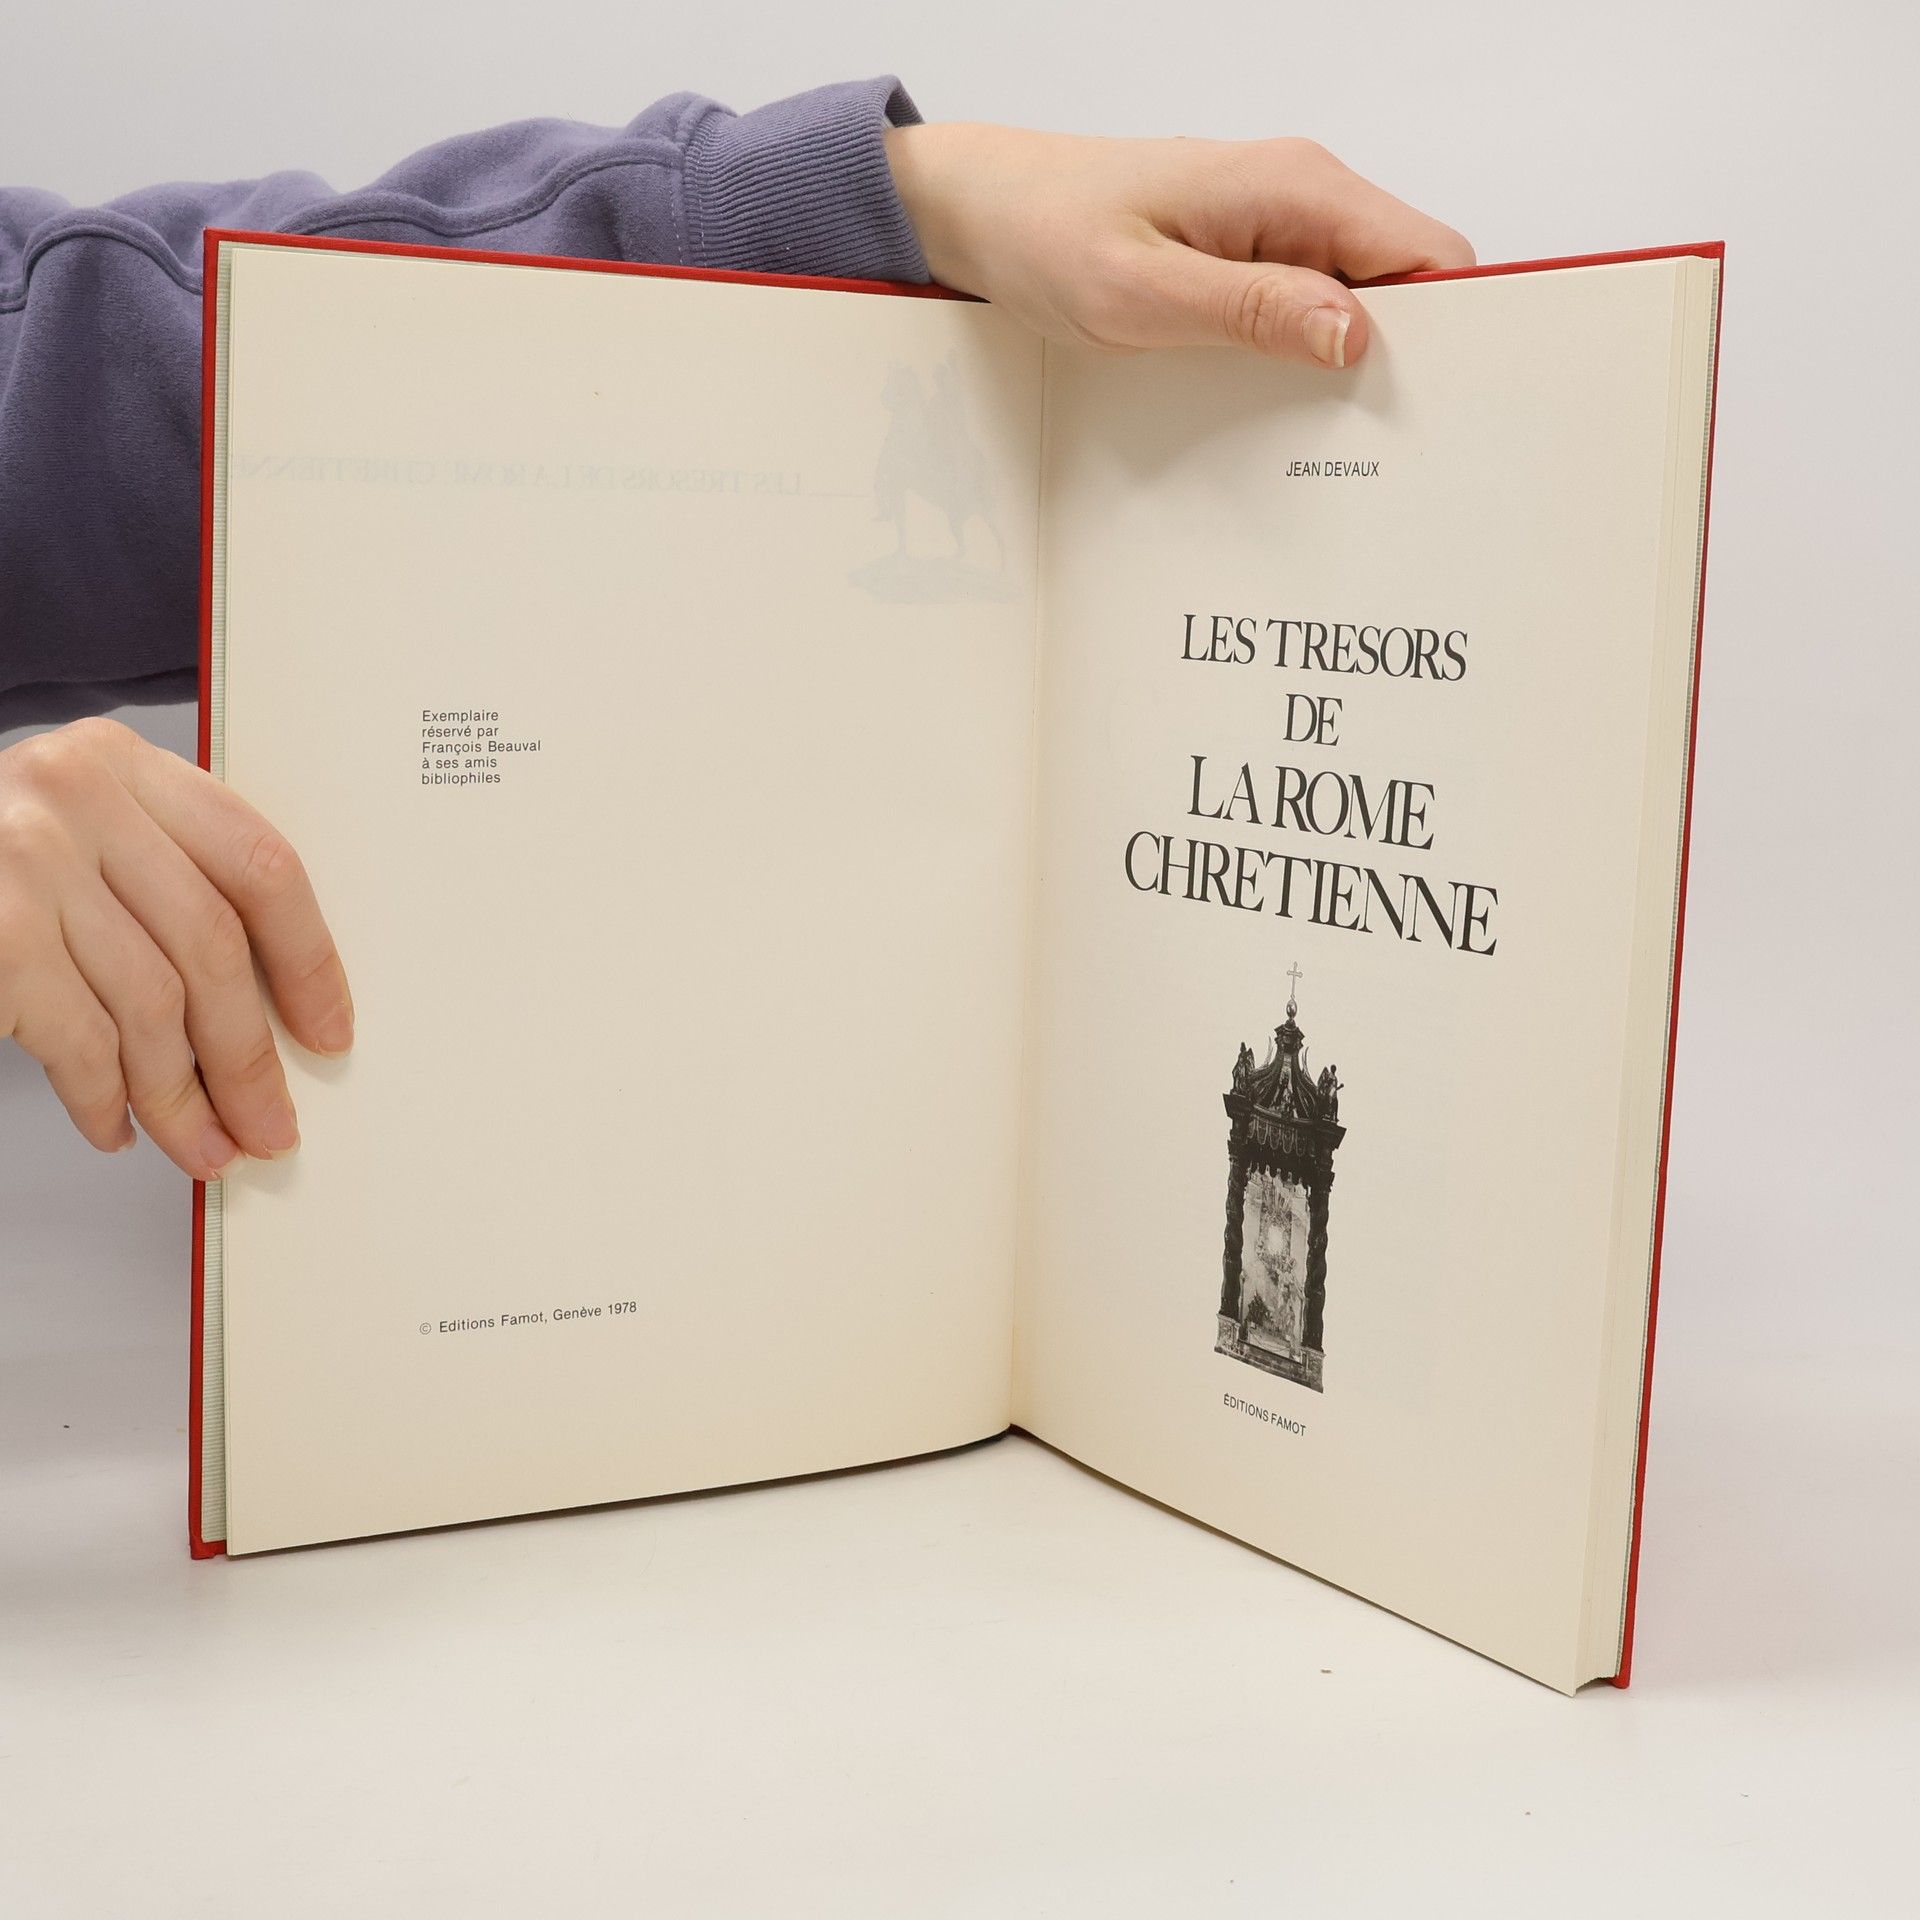 Exemplaire
réservé par
François Beauval
à ses amis
bibliophiles
© Editions Famot, Genève 1978
JEAN DEVAUX
LES TRESORS
DE
LA ROME
CHRETIENNE
ÉDITIONS FAMOT